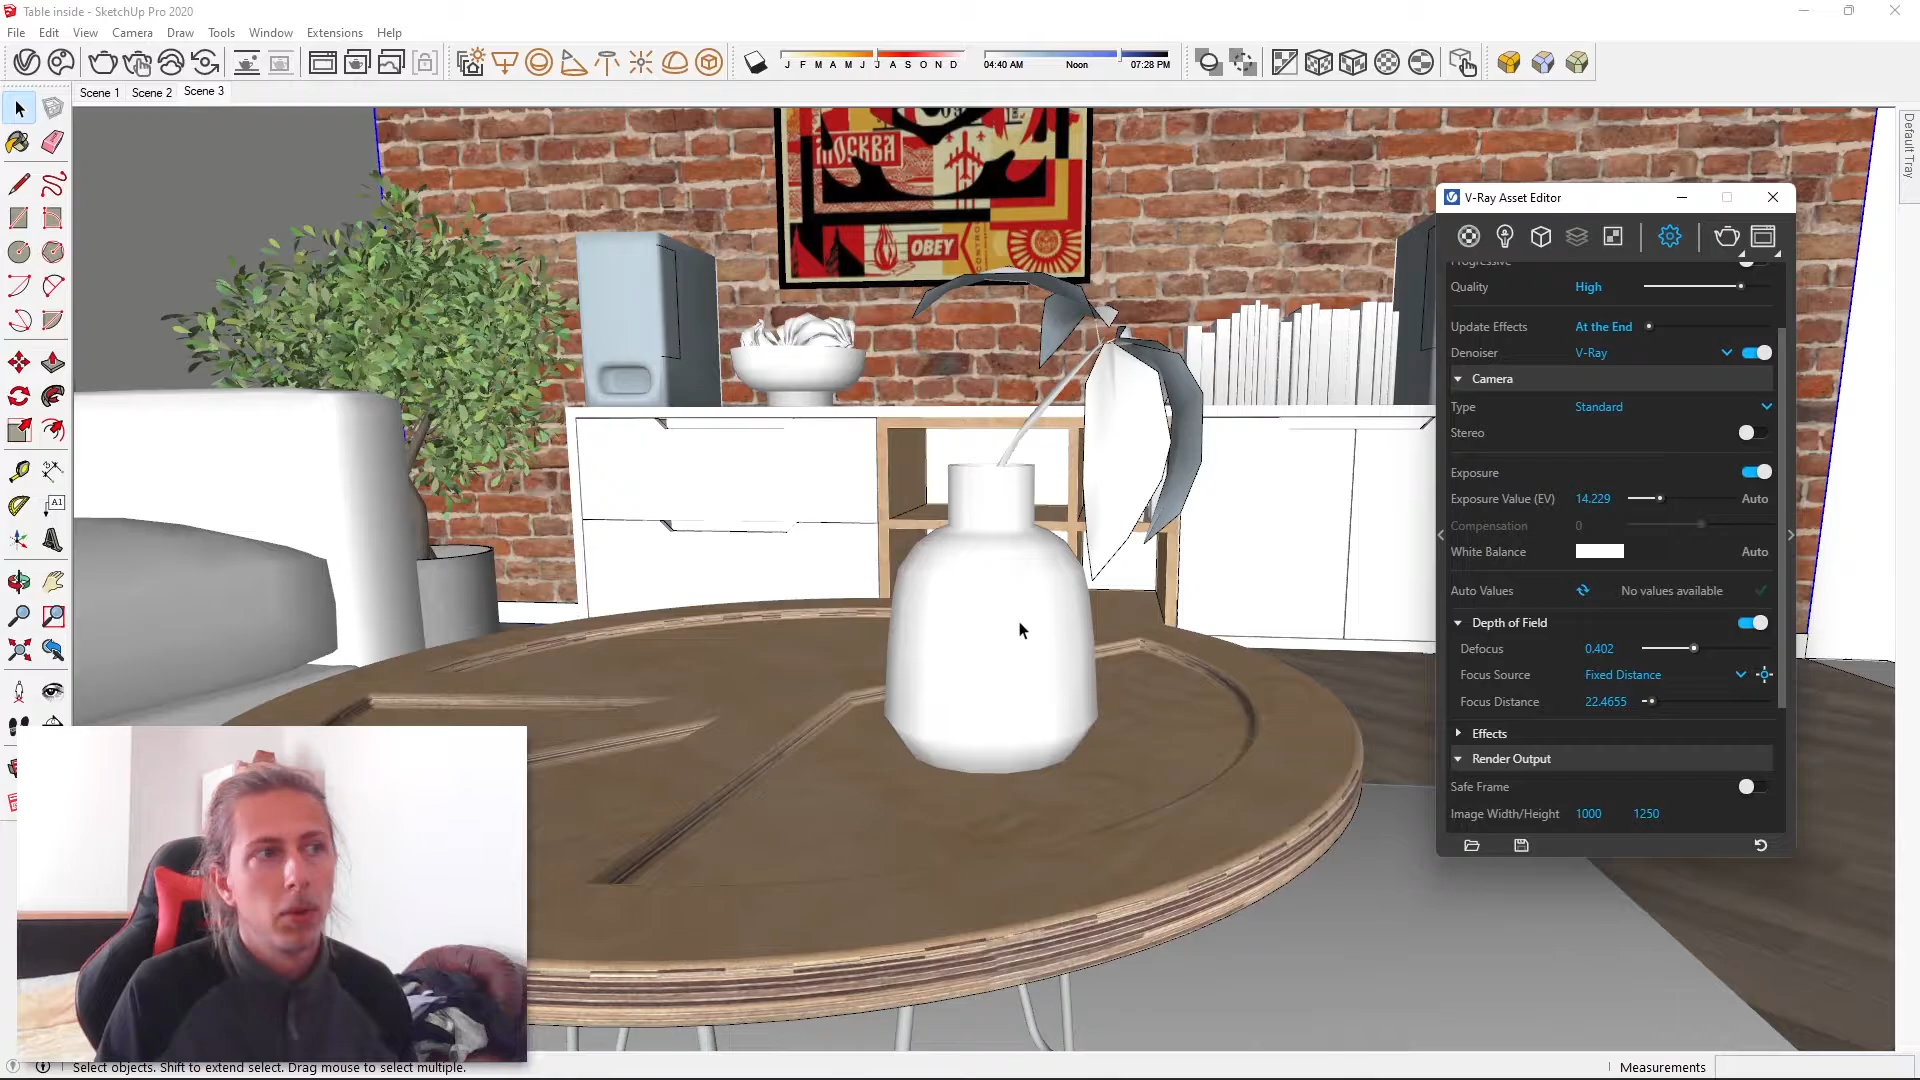 Table inside - SketchUp Pro 2020
File Edit View Camera Draw Tools Window Extensions Help
J F M A M J J A S O N D
04:40 AM Noon 07:28 PM
Scene 1 Scene 2 Scene 3
Default Tray
МОСКВА
OBEY
A1
V-Ray Asset Editor
Progressive
Quality High
Update Effects At the End
Denoiser V-Ray
Camera
Type Standard
Stereo
Exposure
Exposure Value (EV) 14.229 Auto
Compensation 0
White Balance Auto
Auto Values No values available
Depth of Field
Defocus 0.402
Focus Source Fixed Distance
Focus Distance 22.4655
Effects
Render Output
Safe Frame
Image Width/Height 1000 1250
Select objects. Shift to extend select. Drag mouse to select multiple.
Measurements